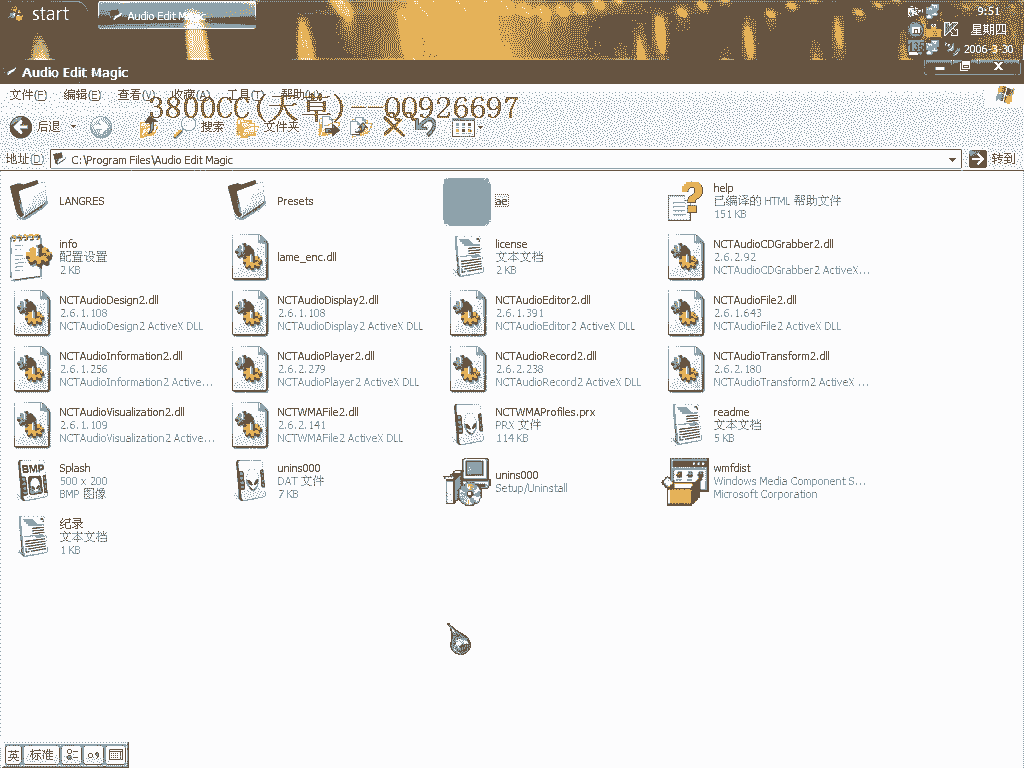 start
Audio Edit Magic
9:51
星期四
2006-3-30
Audio Edit Magic
文件(F) 编辑(E) 查看(V) 收藏(A) 工具(T) 帮助(H)
3800CC(天草)--QQ926697
后退 搜索 文件夹
地址(D) C:\Program Files\Audio Edit Magic 转到
LANGRES
Presets
ae
help
已编译的 HTML 帮助文件
151 KB
info
配置设置
2 KB
lame_enc.dll
license
文本文档
2 KB
NCTAudioCDGrabber2.dll
2.6.2.92
NCTAudioCDGrabber2 ActiveX...
NCTAudioDesign2.dll
2.6.1.108
NCTAudioDesign2 ActiveX DLL
NCTAudioDisplay2.dll
2.6.1.108
NCTAudioDisplay2 ActiveX DLL
NCTAudioEditor2.dll
2.6.1.391
NCTAudioEditor2 ActiveX DLL
NCTAudioFile2.dll
2.6.1.643
NCTAudioFile2 ActiveX DLL
NCTAudioInformation2.dll
2.6.1.256
NCTAudioInformation2 Active...
NCTAudioPlayer2.dll
2.6.2.279
NCTAudioPlayer2 ActiveX DLL
NCTAudioRecord2.dll
2.6.2.238
NCTAudioRecord2 ActiveX DLL
NCTAudioTransform2.dll
2.6.2.180
NCTAudioTransform2 ActiveX ...
NCTAudioVisualization2.dll
2.6.1.109
NCTAudioVisualization2 Active...
NCTWMAFile2.dll
2.6.2.141
NCTWMAFile2 ActiveX DLL
NCTWMAProfiles.prx
PRX 文件
114 KB
readme
文本文档
5 KB
BMP
Splash
500 x 200
BMP 图像
unins000
DAT 文件
7 KB
unins000
Setup/Uninstall
wmfdist
Windows Media Component S...
Microsoft Corporation
纪录
文本文档
1 KB
英 标准